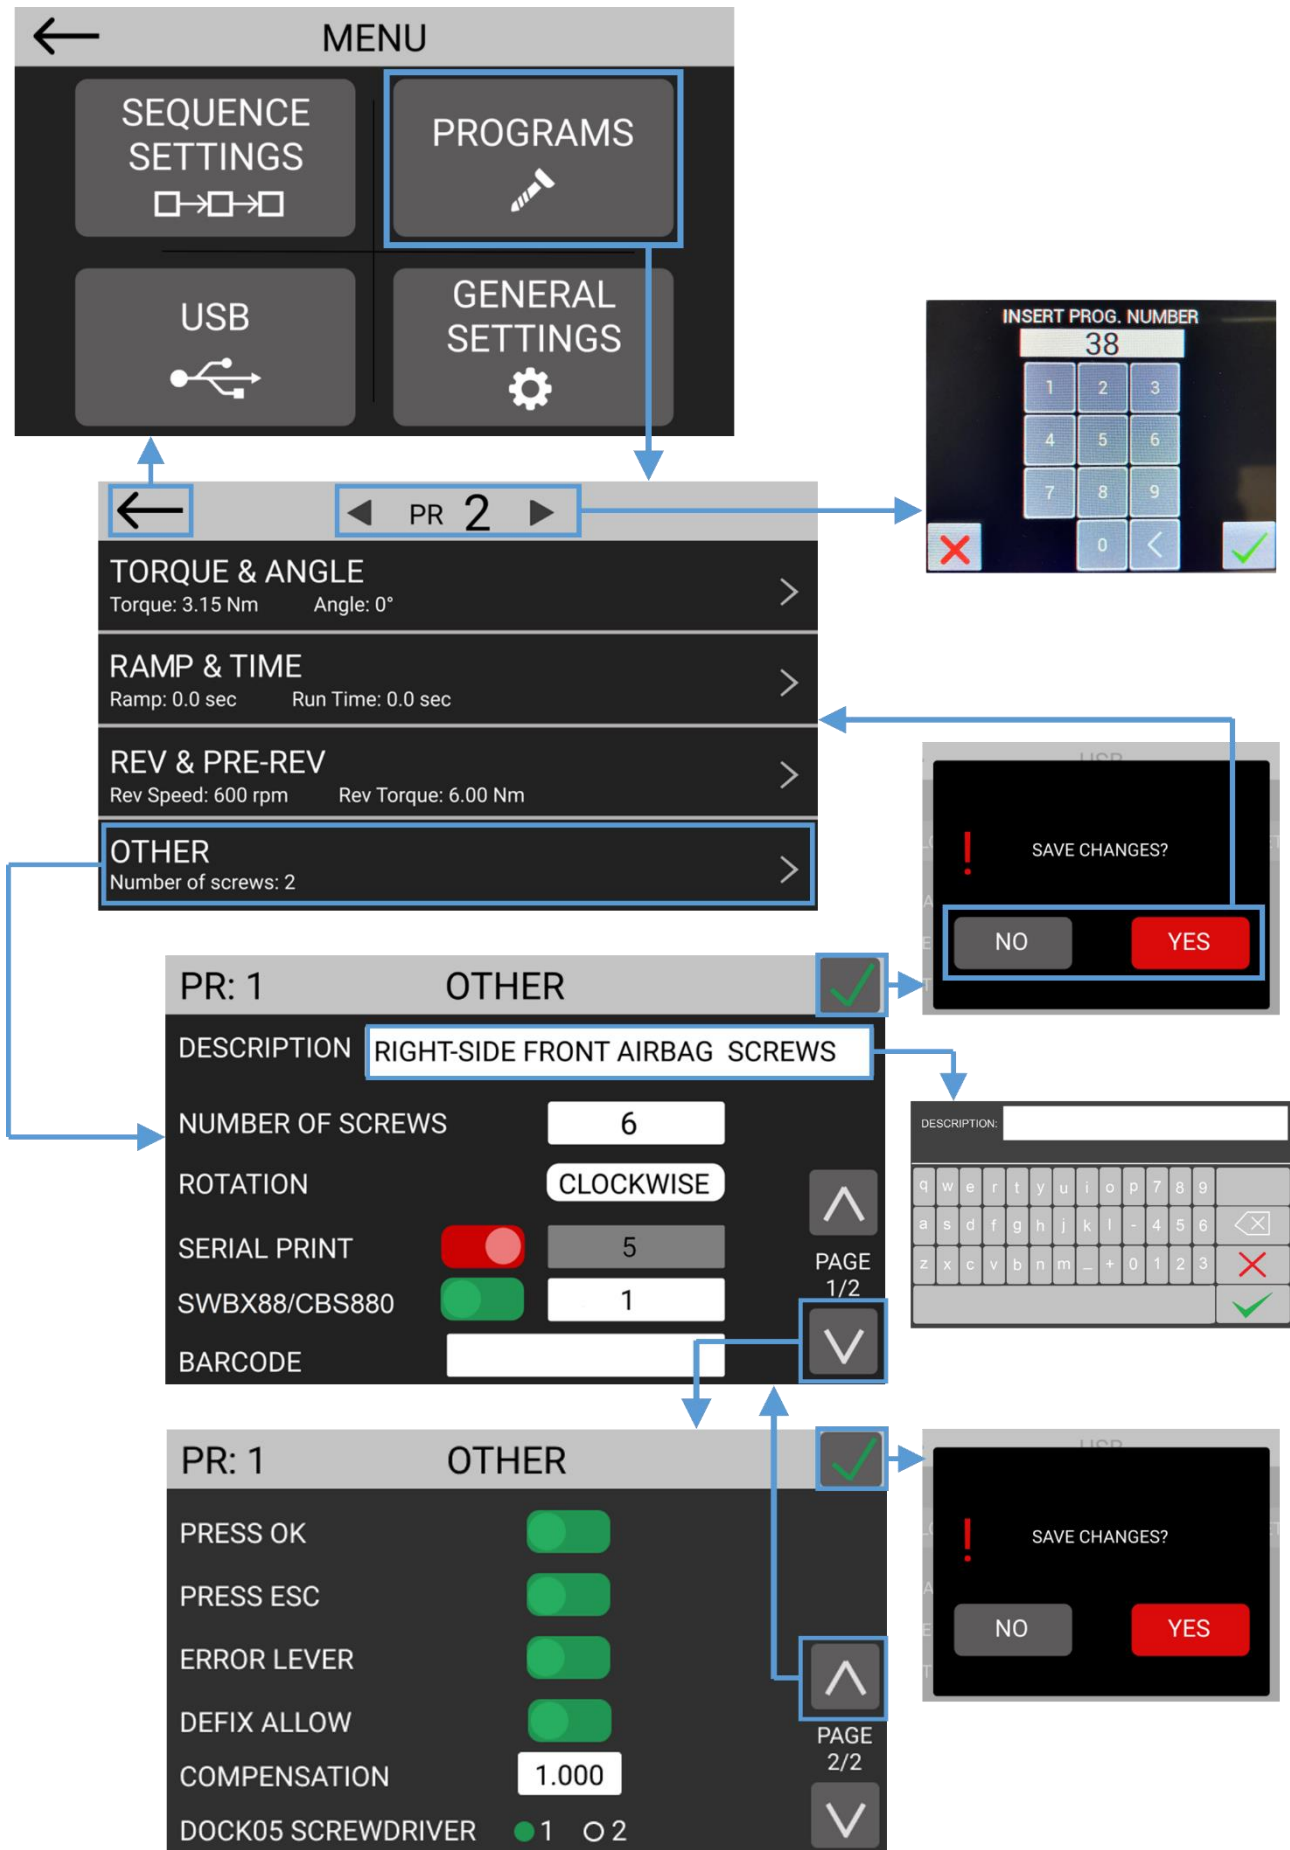 MENU
SEQUENCE
SETTINGS
PROGRAMS
USB
GENERAL
SETTINGS
INSERT PROG. NUMBER
38
1 2 3
4 5 6
7 8 9
0 <
PR 2
TORQUE & ANGLE
Torque: 3.15 Nm Angle: 0°
RAMP & TIME
Ramp: 0.0 sec Run Time: 0.0 sec
REV & PRE-REV
Rev Speed: 600 rpm Rev Torque: 6.00 Nm
OTHER
Number of screws: 2
USB
! SAVE CHANGES?
NO YES
PR: 1 OTHER
DESCRIPTION RIGHT-SIDE FRONT AIRBAG SCREWS
NUMBER OF SCREWS 6
ROTATION CLOCKWISE
SERIAL PRINT 5
SWBX88/CBS880 1
BARCODE
PAGE
1/2
DESCRIPTION:
q w e r t y u i o p 7 8 9
a s d f g h j k l - 4 5 6
z x c v b n m _ + 0 1 2 3
PR: 1 OTHER
PRESS OK
PRESS ESC
ERROR LEVER
DEFIX ALLOW
COMPENSATION 1.000
DOCK05 SCREWDRIVER 1 2
PAGE
2/2
USB
! SAVE CHANGES?
NO YES